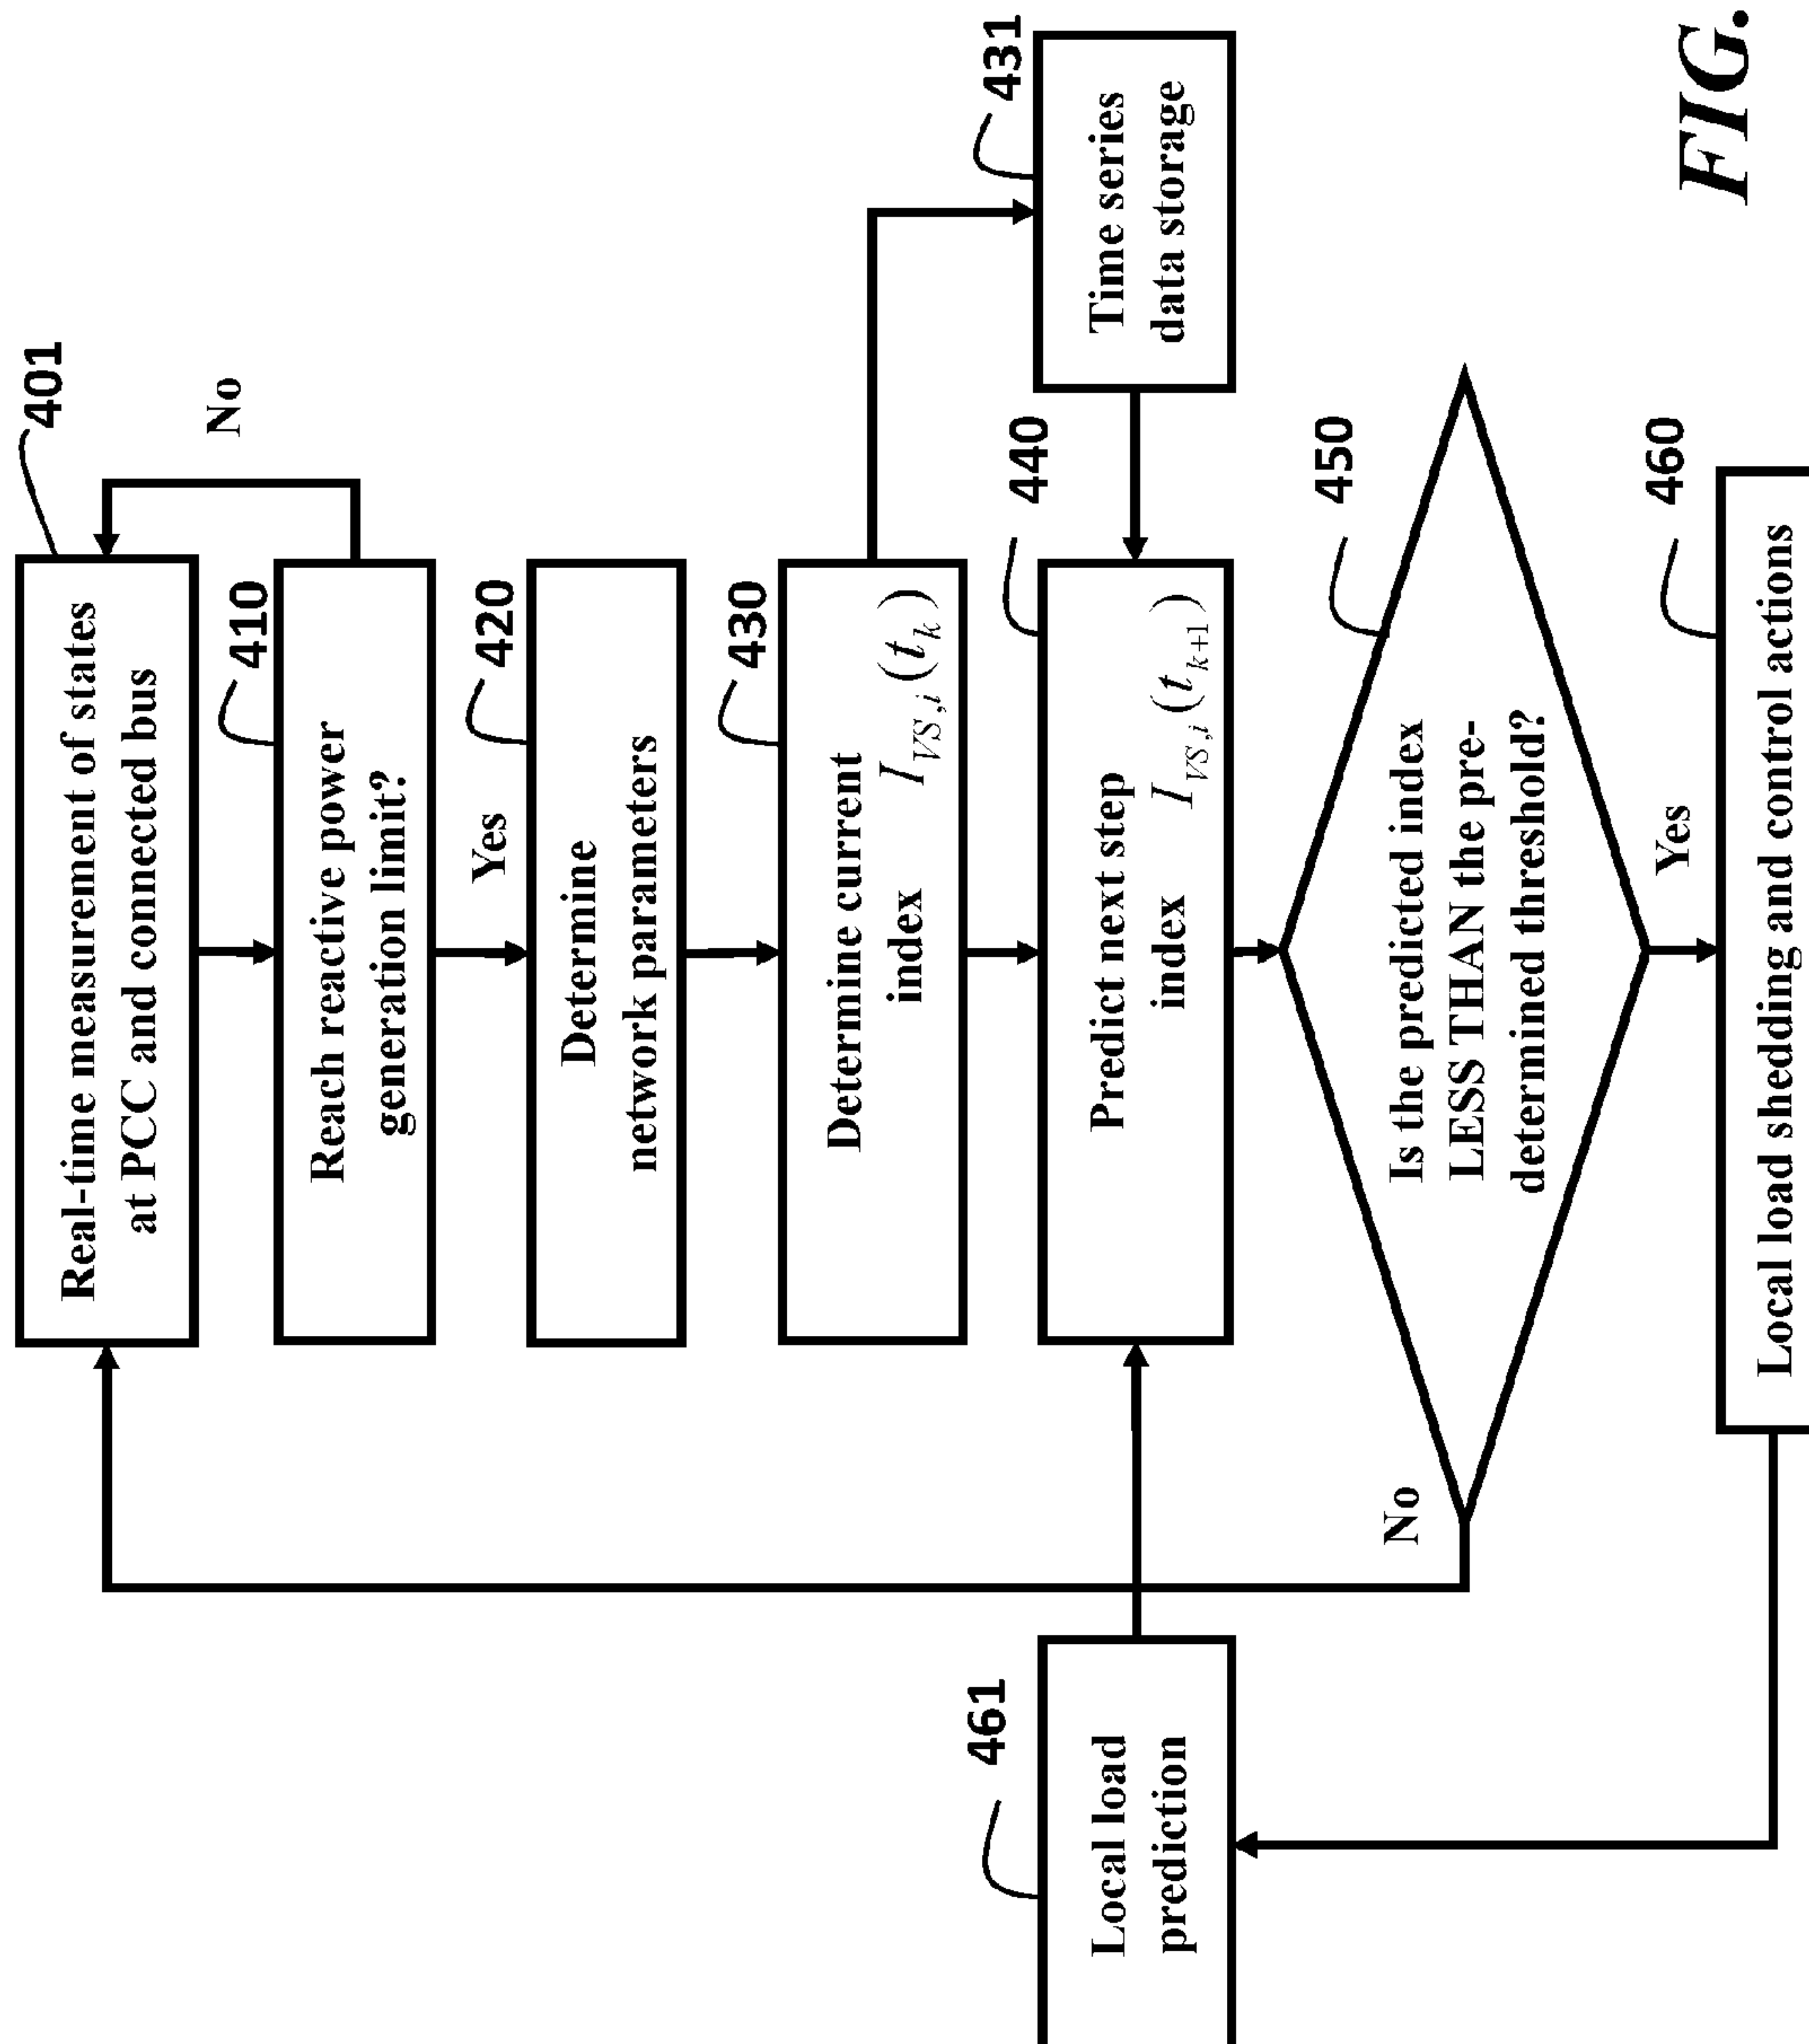 401
Real-time measurement of states
at PCC and connected bus
No
410
Reach reactive power
generation limit?
Yes
420
Determine
network parameters
430
Determine current
index I_{VS,i}(t_k)
431
Time series
data storage
440
Predict next step
index I_{VS,i}(t_{k+1})
461
Local load
prediction
450
Is the predicted index
LESS THAN the pre-
determined threshold?
No
Yes
460
Local load shedding and control actions
FIG.